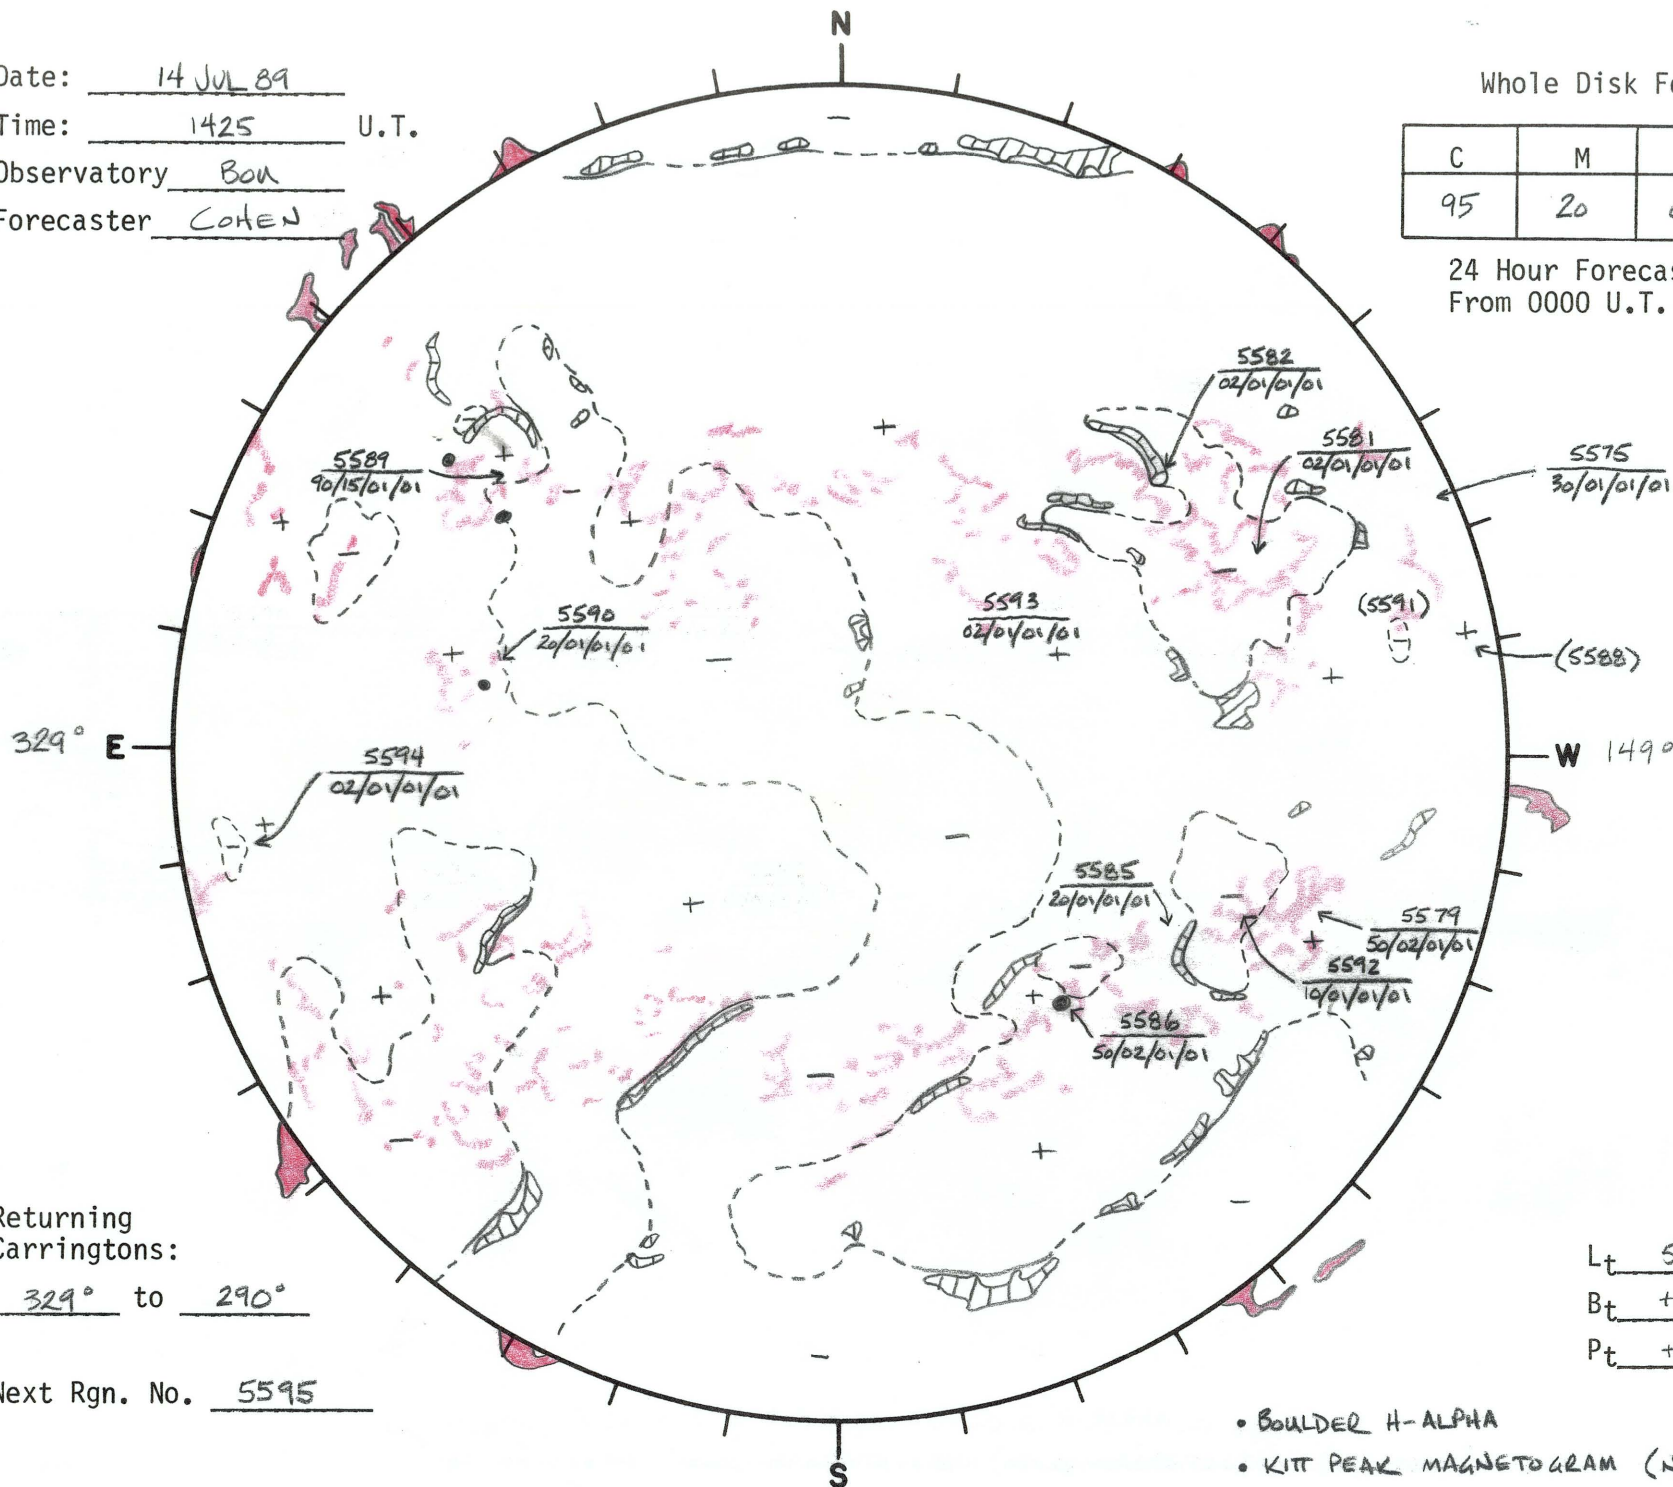 N
Date: 14 JUL 89
Time: 1425 U.T.
Observatory BOU
Forecaster COHEN
Whole Disk
C M
95 20
24 Hour
From 0000 U.T.
5582
02/01/01/01
5581
02/01/01/01
5575
30/01/01/01
5589
90/15/01/01
5590
20/01/01/01
5593
02/01/01/01
(5591)
(5588)
329° E
W 149°
5594
02/01/01/01
5585
20/01/01/01
5579
50/02/01/01
5592
10/01/01/01
5586
50/02/01/01
Returning
Carringtons:
329° to 290°
Next Rgn. No. 5595
Lt 5
Bt +
Pt +
S
• BOULDER H-ALPHA
• KITT PEAK MAGNETOGRAM (